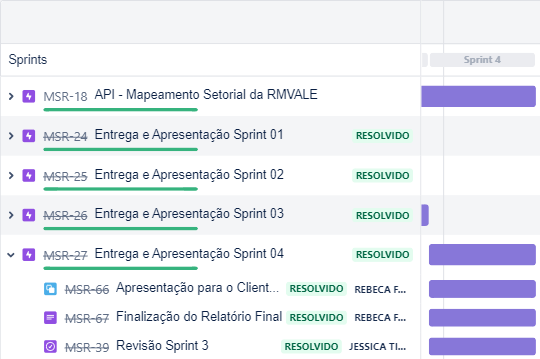 Sprints
Sprint 4
MSR-18 API - Mapeamento Setorial da RMVALE
MSR-24 Entrega e Apresentação Sprint 01 RESOLVIDO
MSR-25 Entrega e Apresentação Sprint 02 RESOLVIDO
MSR-26 Entrega e Apresentação Sprint 03 RESOLVIDO
MSR-27 Entrega e Apresentação Sprint 04 RESOLVIDO
MSR-66 Apresentação para o Client... RESOLVIDO REBECA F...
MSR-67 Finalização do Relatório Final RESOLVIDO REBECA F...
MSR-39 Revisão Sprint 3 RESOLVIDO JESSICA TI...